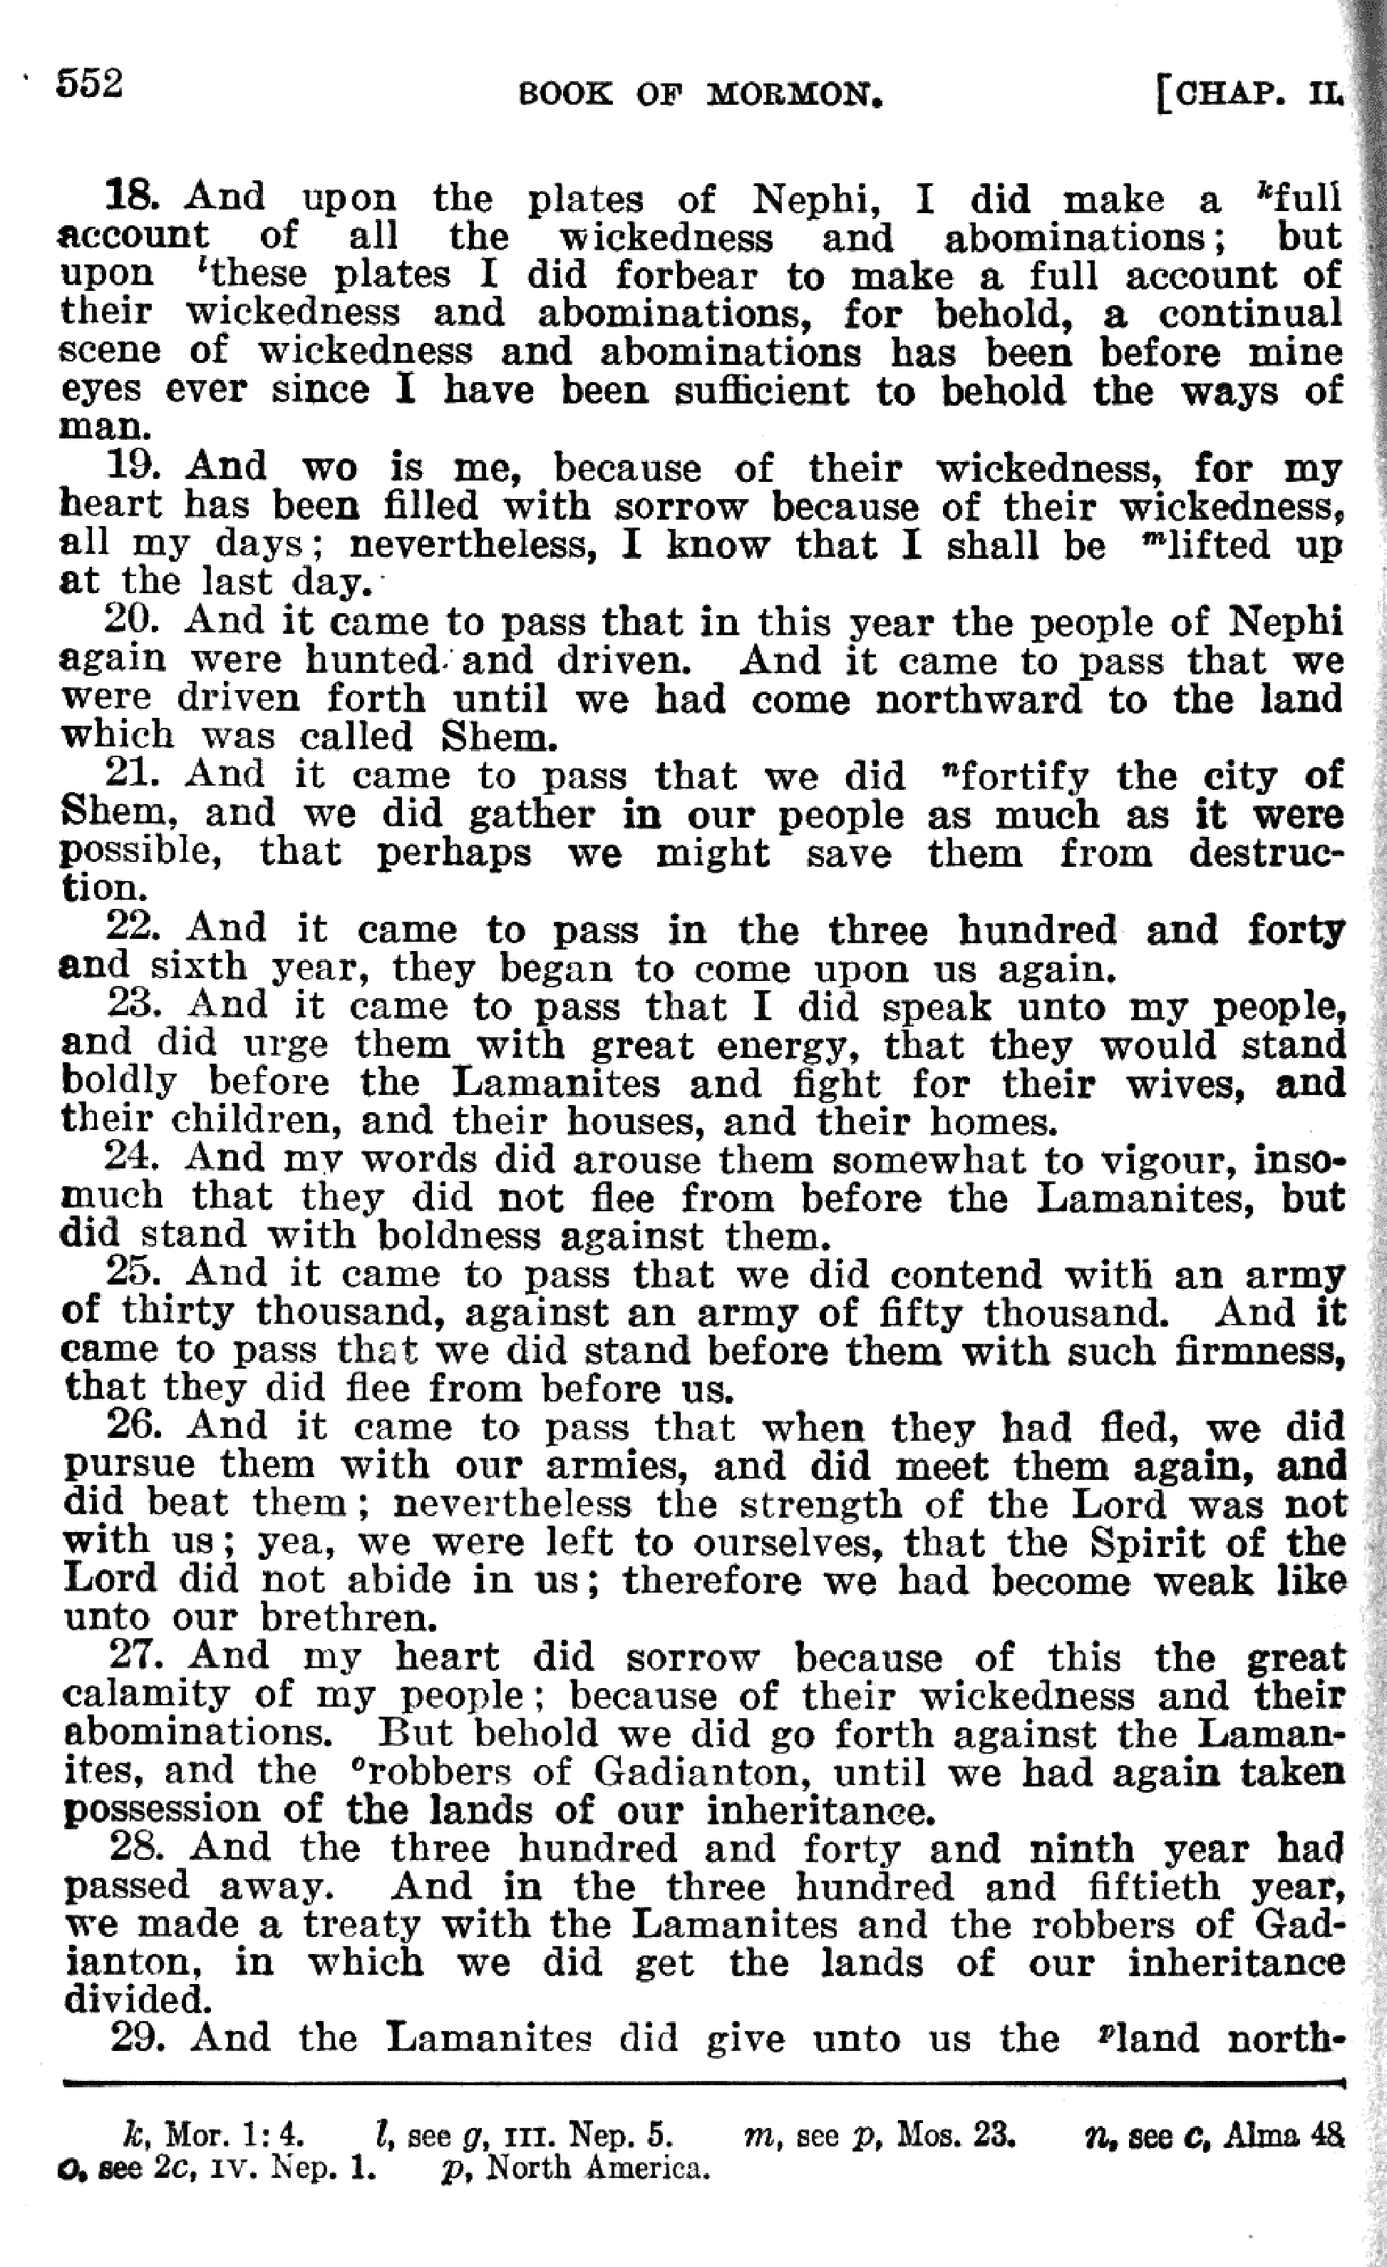 552 BOOK OF MORMON. [CHAP. II.
18. And upon the plates of Nephi, I did make a kfull
account of all the wickedness and abominations; but
upon lthese plates I did forbear to make a full account of
their wickedness and abominations, for behold, a continual
scene of wickedness and abominations has been before mine
eyes ever since I have been sufficient to behold the ways of
man.
19. And wo is me, because of their wickedness, for my
heart has been filled with sorrow because of their wickedness,
all my days; nevertheless, I know that I shall be mlifted up
at the last day.
20. And it came to pass that in this year the people of Nephi
again were hunted and driven. And it came to pass that we
were driven forth until we had come northward to the land
which was called Shem.
21. And it came to pass that we did nfortify the city of
Shem, and we did gather in our people as much as it were
possible, that perhaps we might save them from destruc-
tion.
22. And it came to pass in the three hundred and forty
and sixth year, they began to come upon us again.
23. And it came to pass that I did speak unto my people,
and did urge them with great energy, that they would stand
boldly before the Lamanites and fight for their wives, and
their children, and their houses, and their homes.
24. And my words did arouse them somewhat to vigour, inso-
much that they did not flee from before the Lamanites, but
did stand with boldness against them.
25. And it came to pass that we did contend with an army
of thirty thousand, against an army of fifty thousand. And it
came to pass that we did stand before them with such firmness,
that they did flee from before us.
26. And it came to pass that when they had fled, we did
pursue them with our armies, and did meet them again, and
did beat them; nevertheless the strength of the Lord was not
with us; yea, we were left to ourselves, that the Spirit of the
Lord did not abide in us; therefore we had become weak like
unto our brethren.
27. And my heart did sorrow because of this the great
calamity of my people; because of their wickedness and their
abominations. But behold we did go forth against the Laman-
ites, and the orobbers of Gadianton, until we had again taken
possession of the lands of our inheritance.
28. And the three hundred and forty and ninth year had
passed away. And in the three hundred and fiftieth year,
we made a treaty with the Lamanites and the robbers of Gad-
ianton, in which we did get the lands of our inheritance
divided.
29. And the Lamanites did give unto us the pland north-
k, Mor. 1: 4. l, see g, III. Nep. 5. m, see p, Mos. 23. n, see c, Alma 48.
o, see 2c, IV. Nep. 1. p, North America.